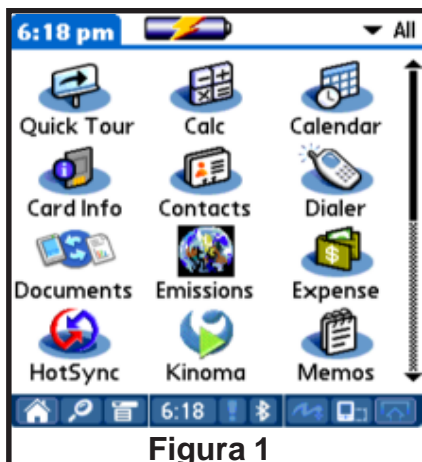 6:18 pm All
Quick Tour Calc Calendar
Card Info Contacts Dialer
Documents Emissions Expense
HotSync Kinoma Memos
6:18
Figura 1